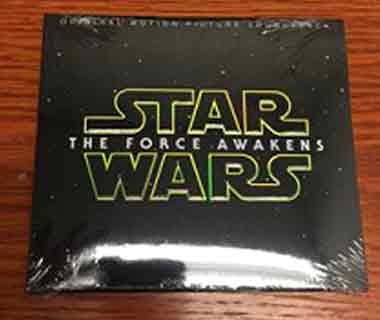 ORIGINAL MOTION PICTURE SOUNDTRACK
STAR
THE FORCE AWAKENS
WARS